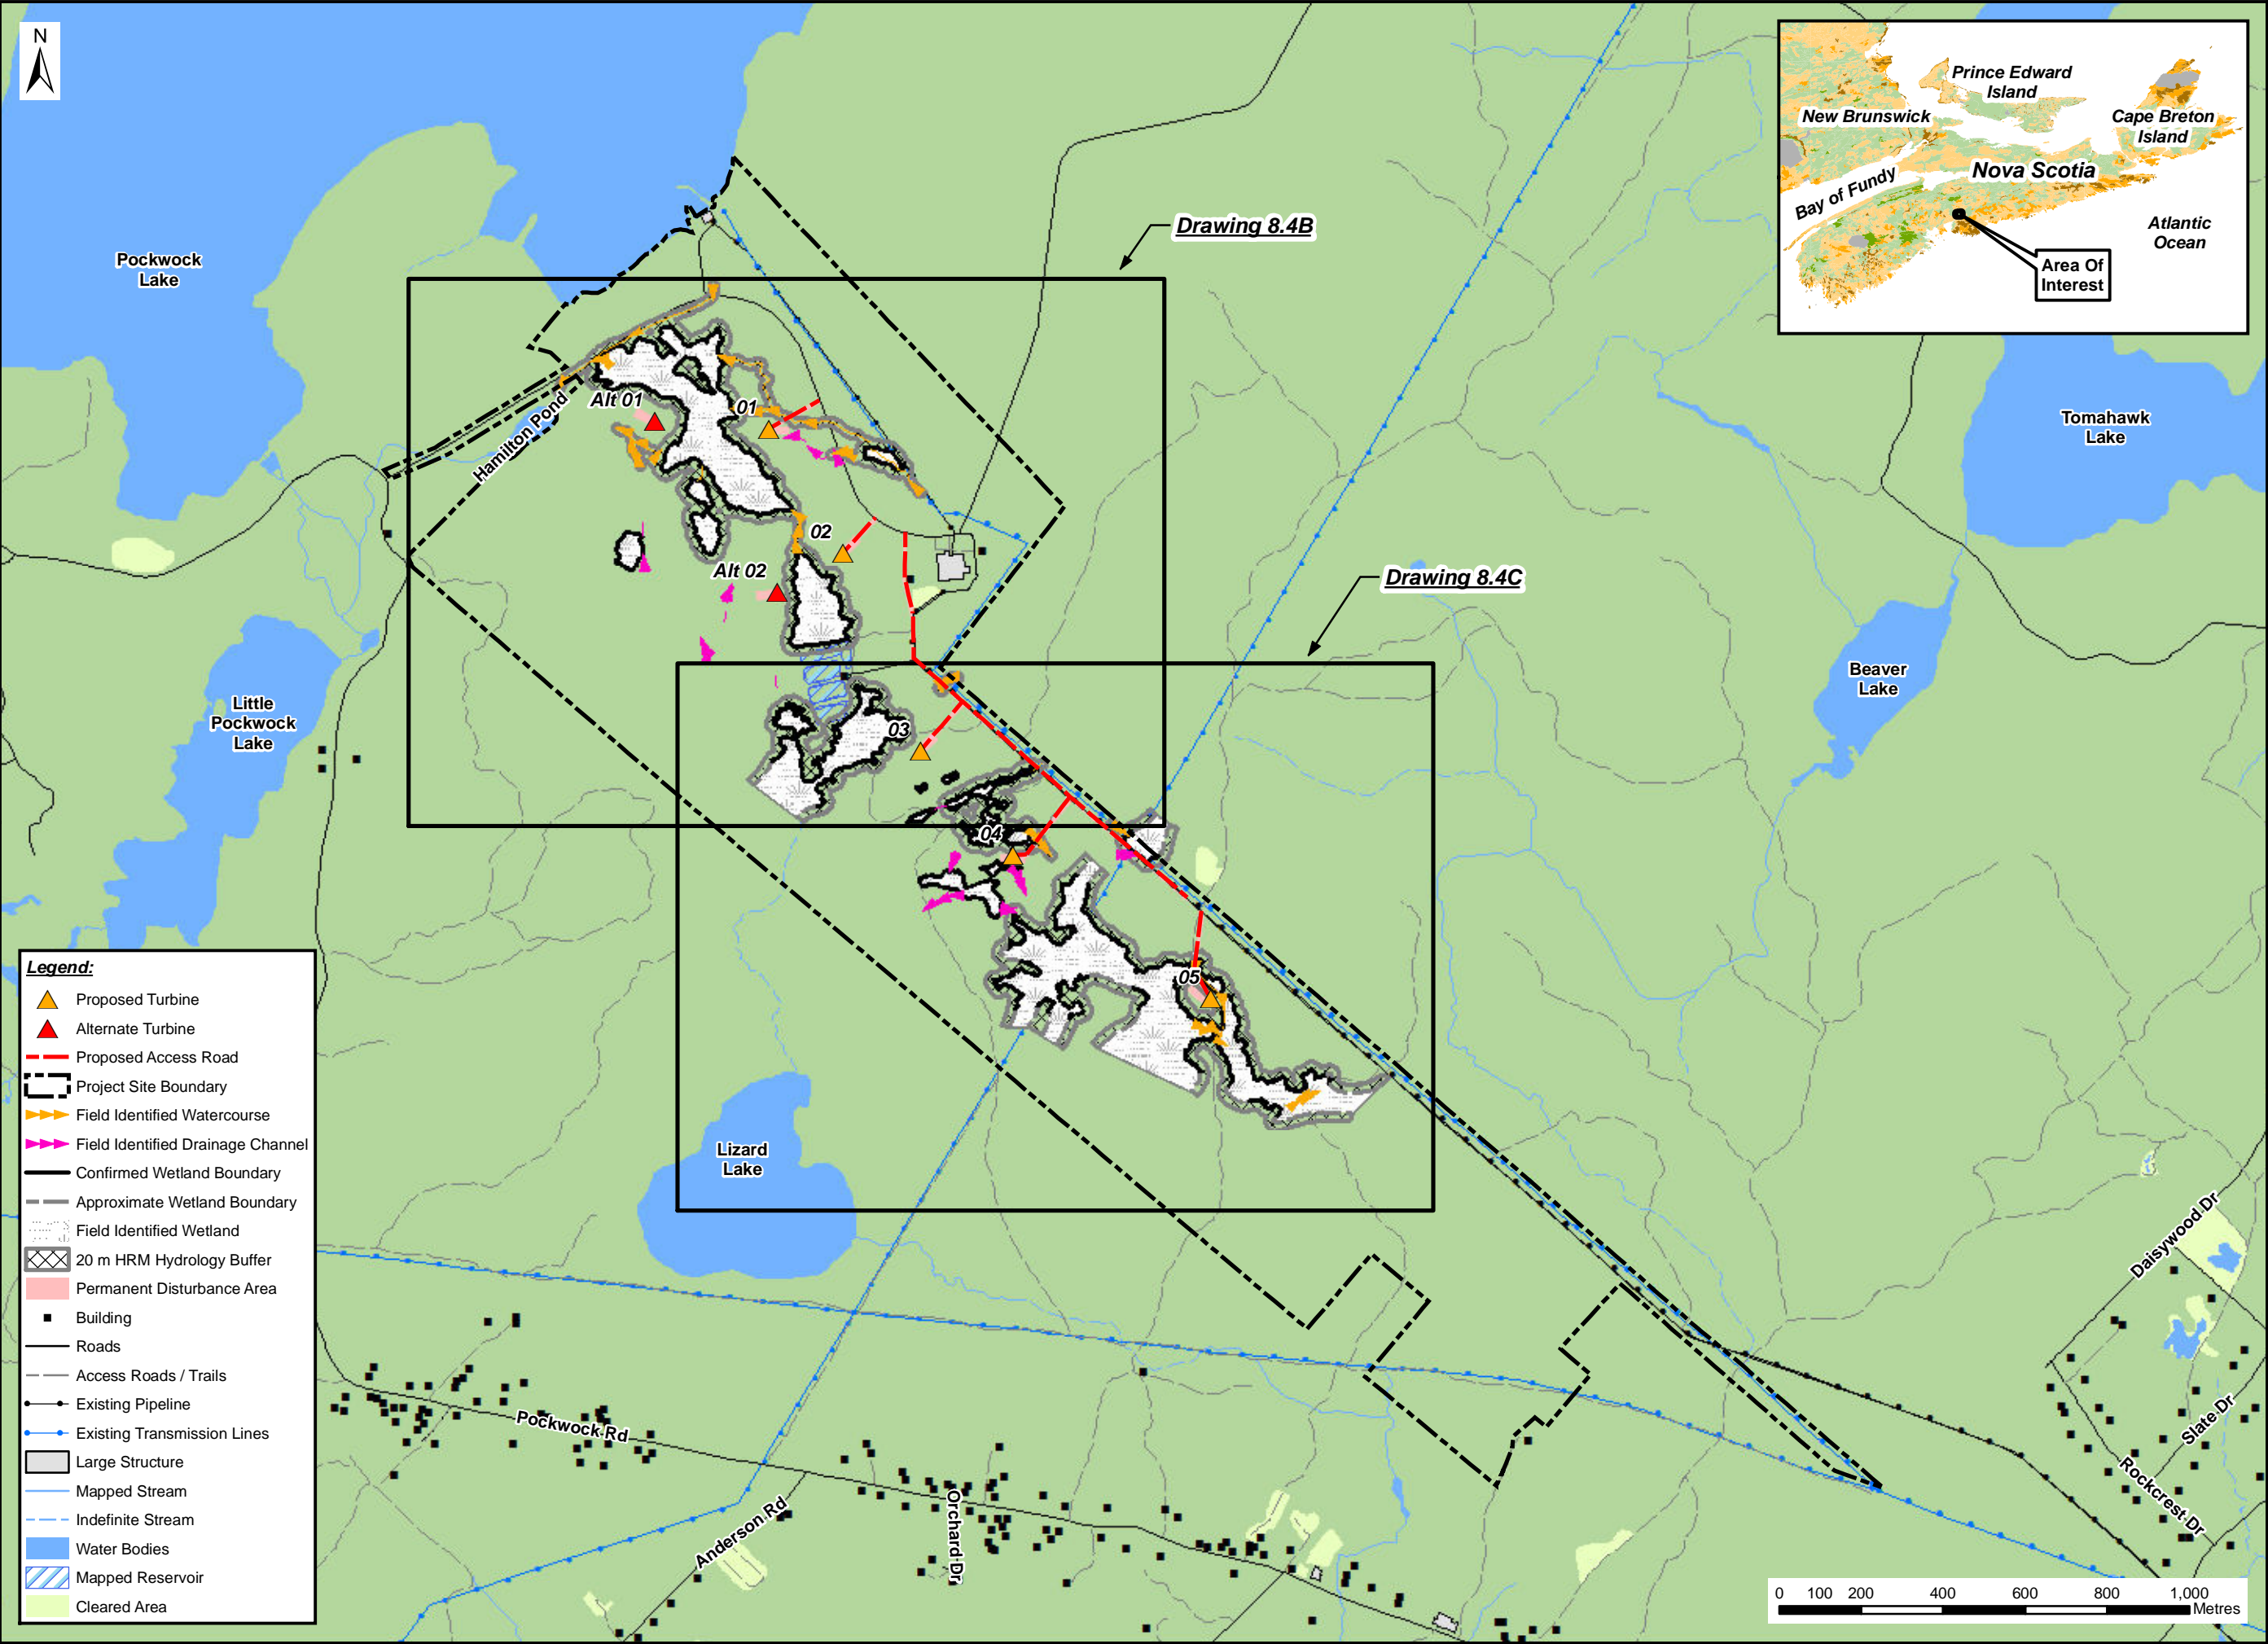 N
Prince Edward
Island
New Brunswick
Cape Breton
Island
Nova Scotia
Bay of Fundy
Atlantic
Ocean
Area Of
Interest
Drawing 8.4B
Pockwock
Lake
Alt 01
01
Hamilton Pond
Tomahawk
Lake
02
Alt 02
Drawing 8.4C
Beaver
Lake
Little
Pockwock
Lake
03
04
05
Lizard
Lake
Legend:
Proposed Turbine
Alternate Turbine
Proposed Access Road
Project Site Boundary
Field Identified Watercourse
Field Identified Drainage Channel
Confirmed Wetland Boundary
Approximate Wetland Boundary
Field Identified Wetland
20 m HRM Hydrology Buffer
Permanent Disturbance Area
Building
Roads
Access Roads / Trails
Existing Pipeline
Existing Transmission Lines
Large Structure
Mapped Stream
Indefinite Stream
Water Bodies
Mapped Reservoir
Cleared Area
Daisywood Dr
Slate Dr
Rockcrest Dr
Pockwock Rd
Anderson Rd
Orchard Dr
0 100 200 400 600 800 1,000
Metres